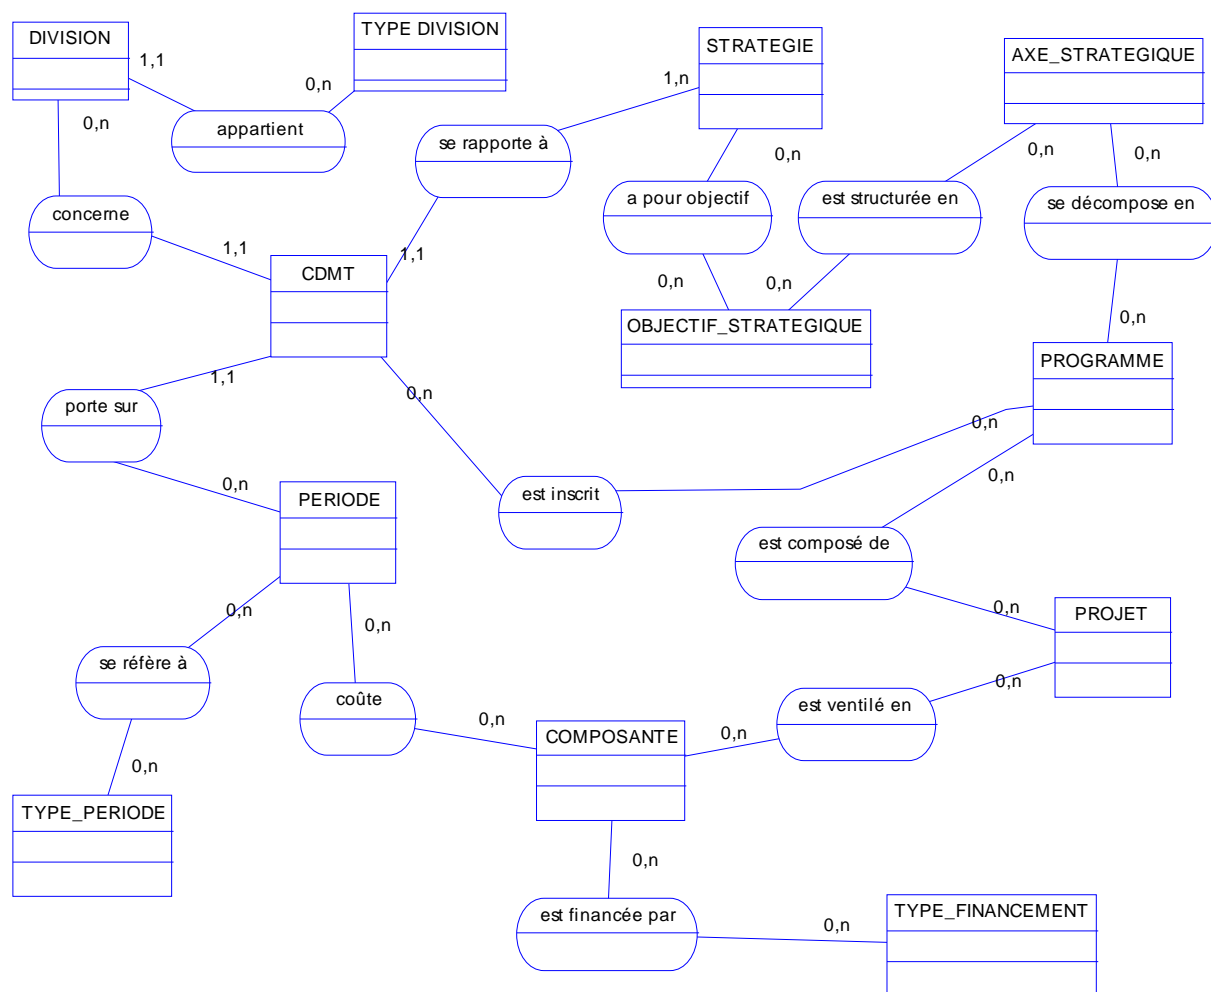 DIVISION
TYPE DIVISION
STRATEGIE
AXE_STRATEGIQUE
1,1
0,n
1,n
0,n
appartient
se rapporte à
0,n
0,n
0,n
a pour objectif
est structurée en
se décompose en
concerne
1,1
1,1
CDMT
0,n
0,n
OBJECTIF_STRATEGIQUE
0,n
PROGRAMME
1,1
0,n
porte sur
0,n
0,n
0,n
PERIODE
est inscrit
est composé de
0,n
0,n
0,n
PROJET
se réfère à
0,n
coûte
est ventilé en
0,n
0,n
COMPOSANTE
0,n
TYPE_PERIODE
0,n
est financée par
TYPE_FINANCEMENT
0,n